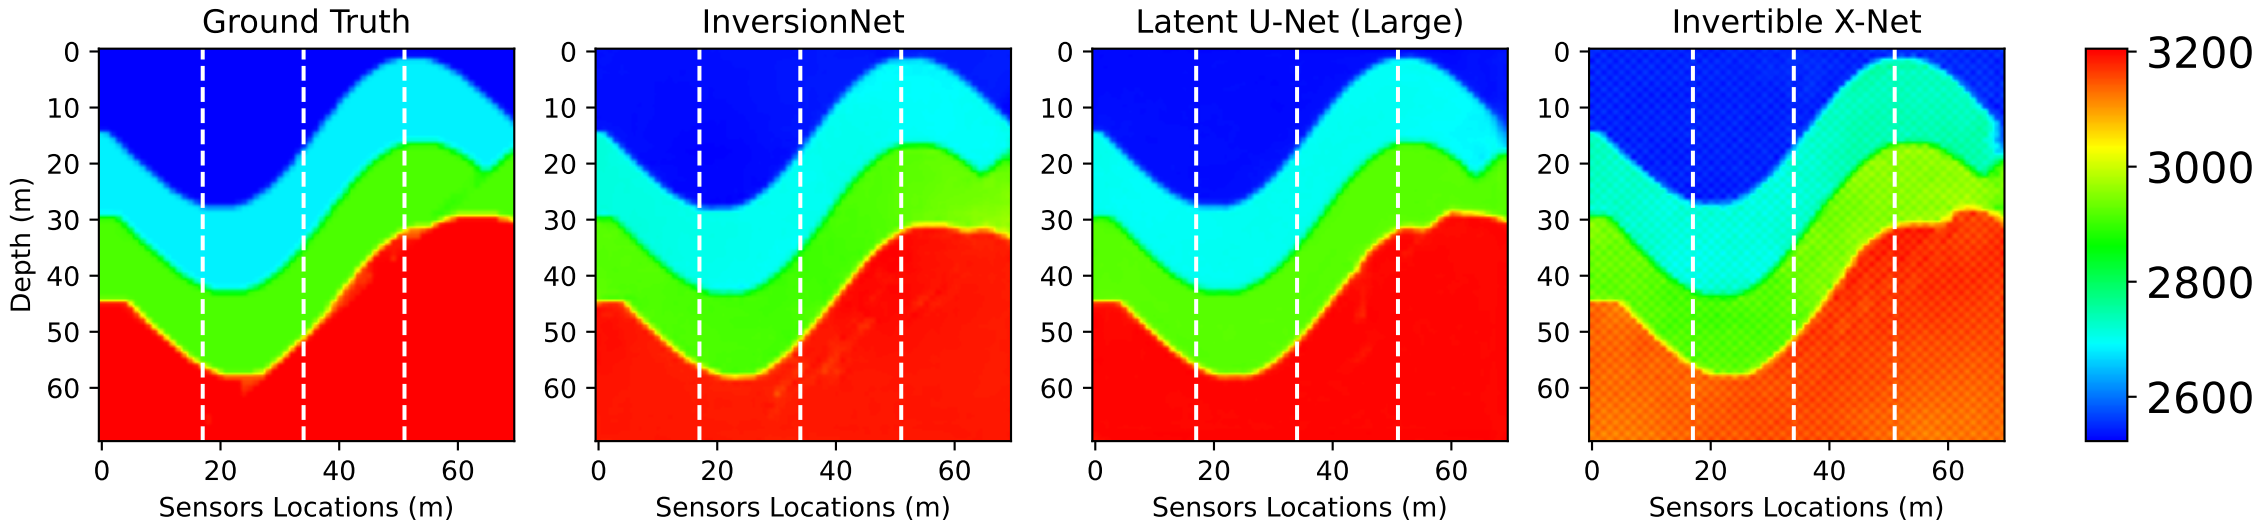 Ground Truth
InversionNet
Latent U-Net (Large)
Invertible X-Net
Depth (m)
0
10
20
30
40
50
60
0 20 40 60
Sensors Locations (m)
0
10
20
30
40
50
60
0 20 40 60
Sensors Locations (m)
0
10
20
30
40
50
60
0 20 40 60
Sensors Locations (m)
0
10
20
30
40
50
60
0 20 40 60
Sensors Locations (m)
3200
3000
2800
2600